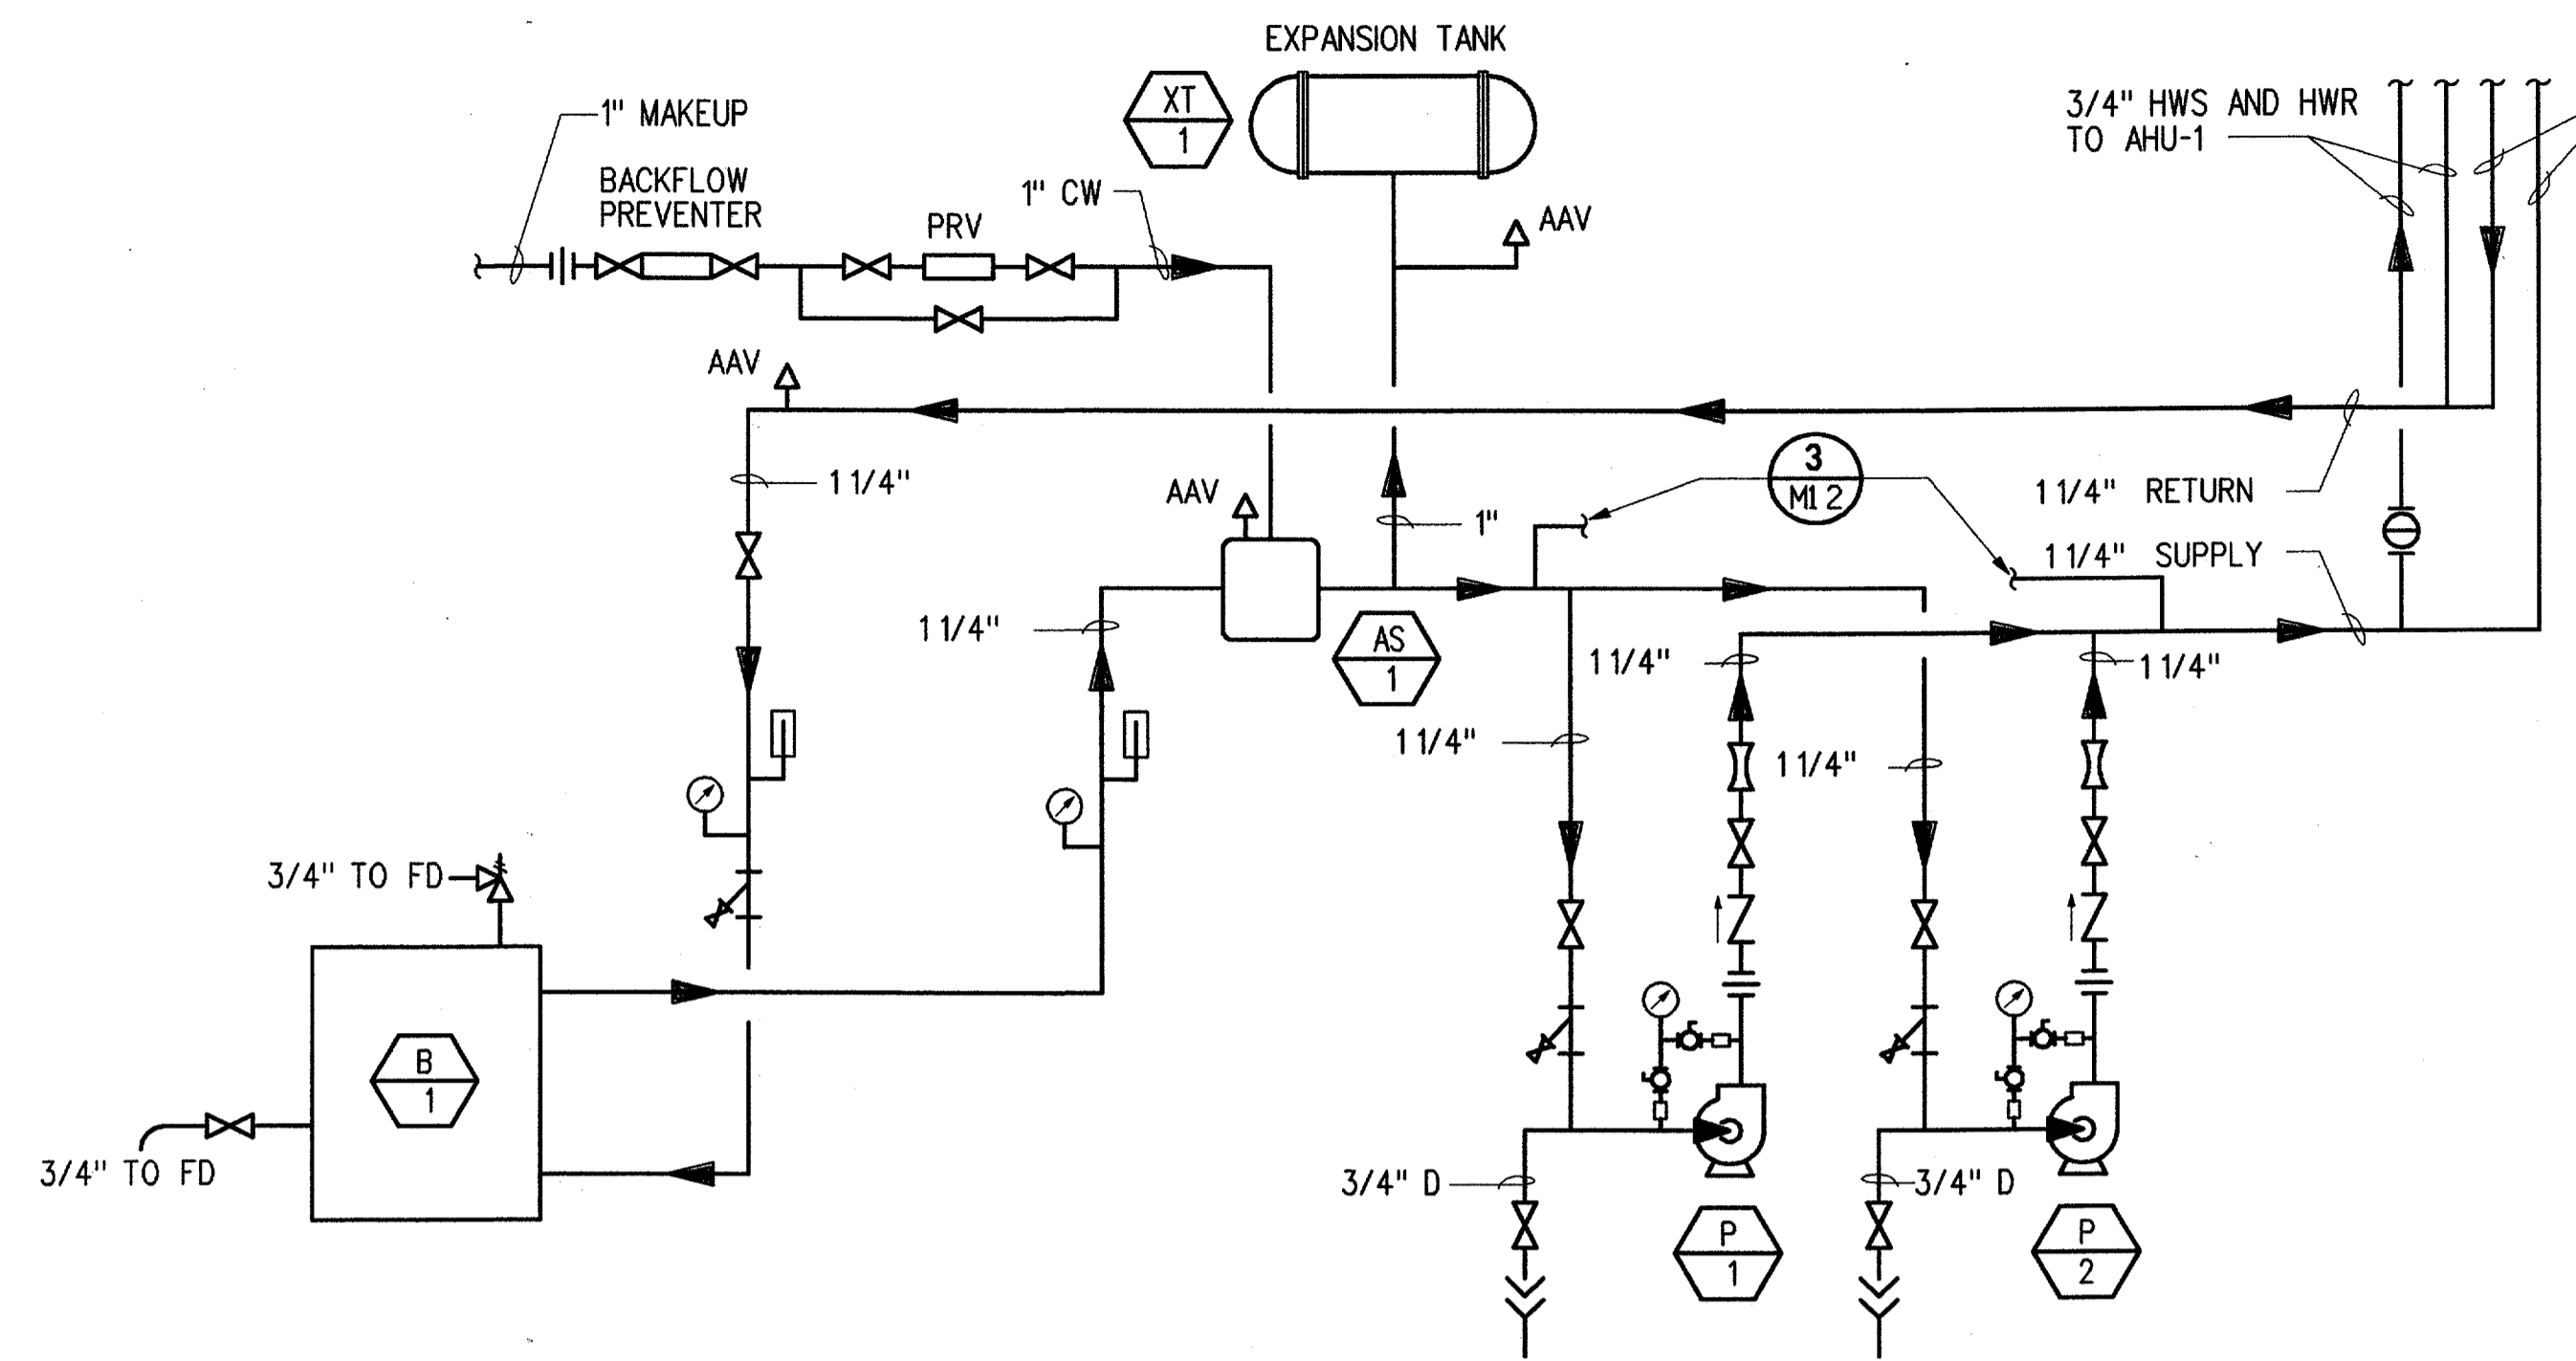 EXPANSION TANK
XT
1
1" MAKEUP
3/4" HWS AND HWR
TO AHU-1
BACKFLOW
PREVENTER
1" CW
PRV
AAV
AAV
1 1/4"
AAV
1"
3
M1 2
1 1/4" RETURN
1 1/4" SUPPLY
1 1/4"
AS
1
1 1/4"
1 1/4"
1 1/4"
1 1/4"
3/4" TO FD
B
1
3/4" TO FD
3/4" D
3/4" D
P
1
P
2